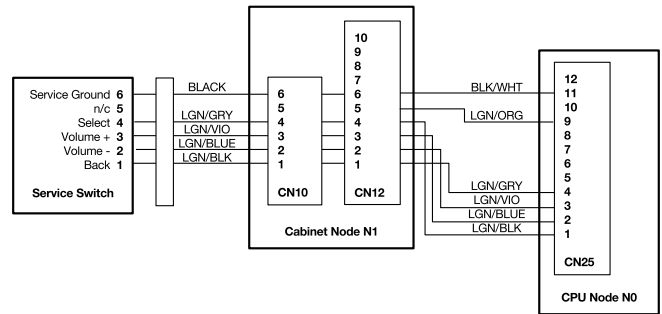 Service Ground 6
n/c 5
Select 4
Volume + 3
Volume - 2
Back 1
Service Switch
BLACK
LGN/GRY
LGN/VIO
LGN/BLUE
LGN/BLK
6
5
4
3
2
1
CN10
10
9
8
7
6
5
4
3
2
1
CN12
Cabinet Node N1
BLK/WHT
LGN/ORG
LGN/GRY
LGN/VIO
LGN/BLUE
LGN/BLK
12
11
10
9
8
7
6
5
4
3
2
1
CN25
CPU Node N0